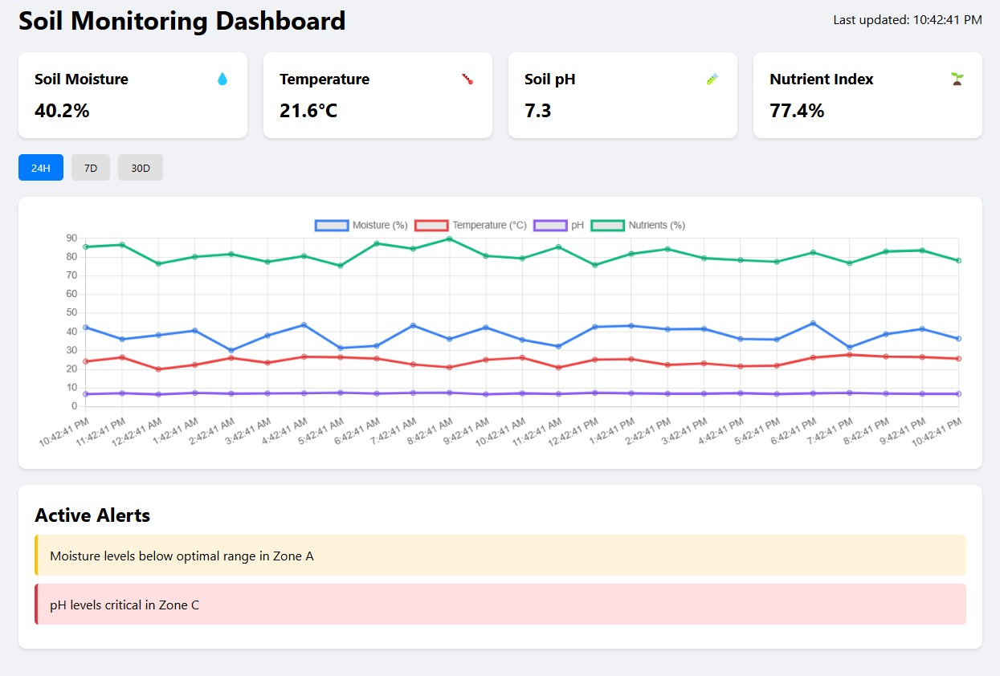 Soil Monitoring Dashboard
Last updated: 10:42:41 PM
Soil Moisture
40.2%
Temperature
21.6°C
Soil pH
7.3
Nutrient Index
77.4%
24H 7D 30D
Moisture (%) Temperature (°C) pH Nutrients (%)
90
80
70
60
50
40
30
20
10
0
10:42:41 PM 11:42:41 PM 12:42:41 AM 1:42:41 AM 2:42:41 AM 3:42:41 AM 4:42:41 AM 5:42:41 AM 6:42:41 AM 7:42:41 AM 8:42:41 AM 9:42:41 AM 10:42:41 AM 11:42:41 AM 12:42:41 PM 1:42:41 PM 2:42:41 PM 3:42:41 PM 4:42:41 PM 5:42:41 PM 6:42:41 PM 7:42:41 PM 8:42:41 PM 9:42:41 PM 10:42:41 PM
Active Alerts
Moisture levels below optimal range in Zone A
pH levels critical in Zone C